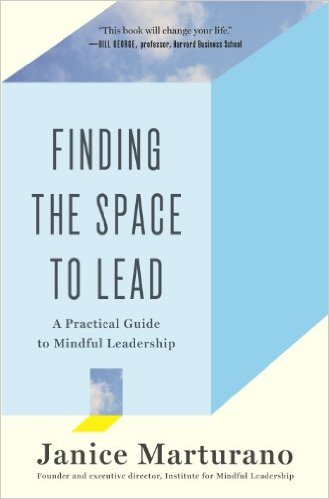 "This book will change your life."
—BILL GEORGE, professor, Harvard Business School
FINDING
THE SPACE
TO LEAD
A Practical Guide
to Mindful Leadership
Janice Marturano
Founder and executive director, Institute for Mindful Leadership